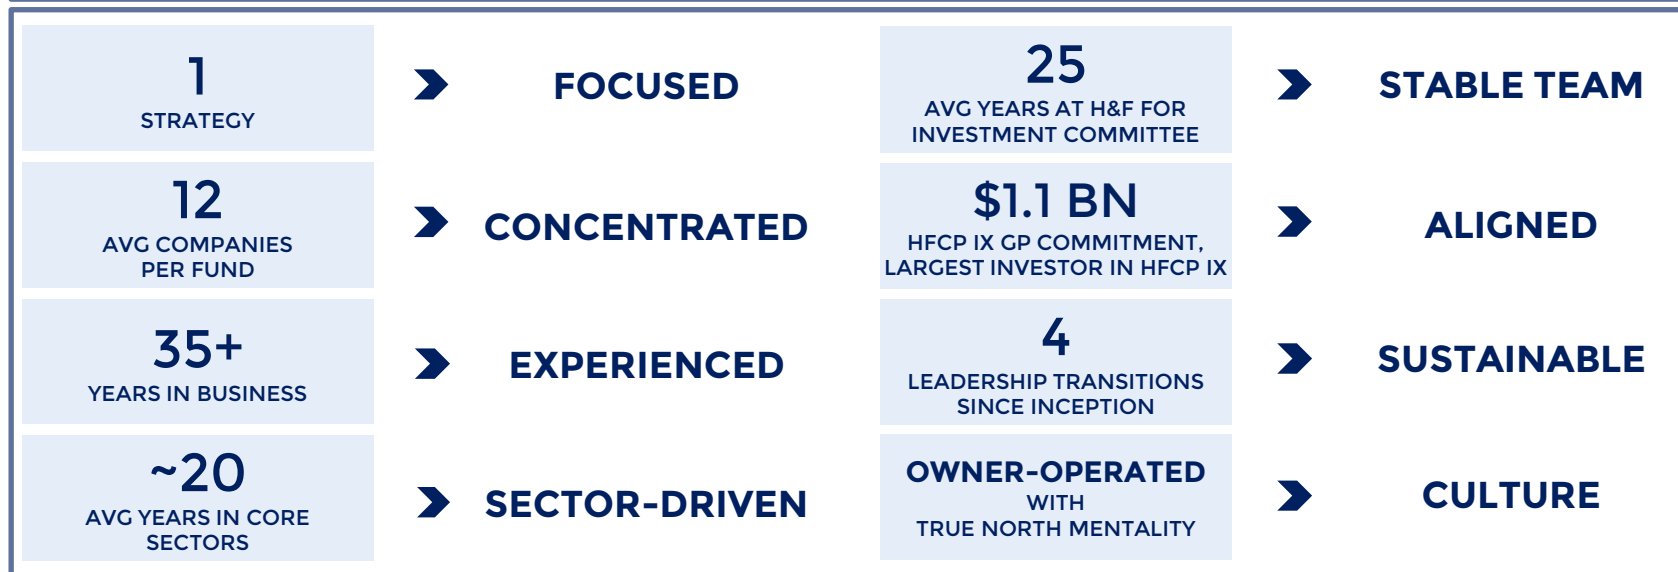 1
STRATEGY
FOCUSED
12
AVG COMPANIES
PER FUND
CONCENTRATED
35+
YEARS IN BUSINESS
EXPERIENCED
~20
AVG YEARS IN CORE
SECTORS
SECTOR-DRIVEN
25
AVG YEARS AT H&F FOR
INVESTMENT COMMITTEE
STABLE TEAM
$1.1 BN
HFCP IX GP COMMITMENT,
LARGEST INVESTOR IN HFCP IX
ALIGNED
4
LEADERSHIP TRANSITIONS
SINCE INCEPTION
SUSTAINABLE
OWNER-OPERATED
WITH
TRUE NORTH MENTALITY
CULTURE